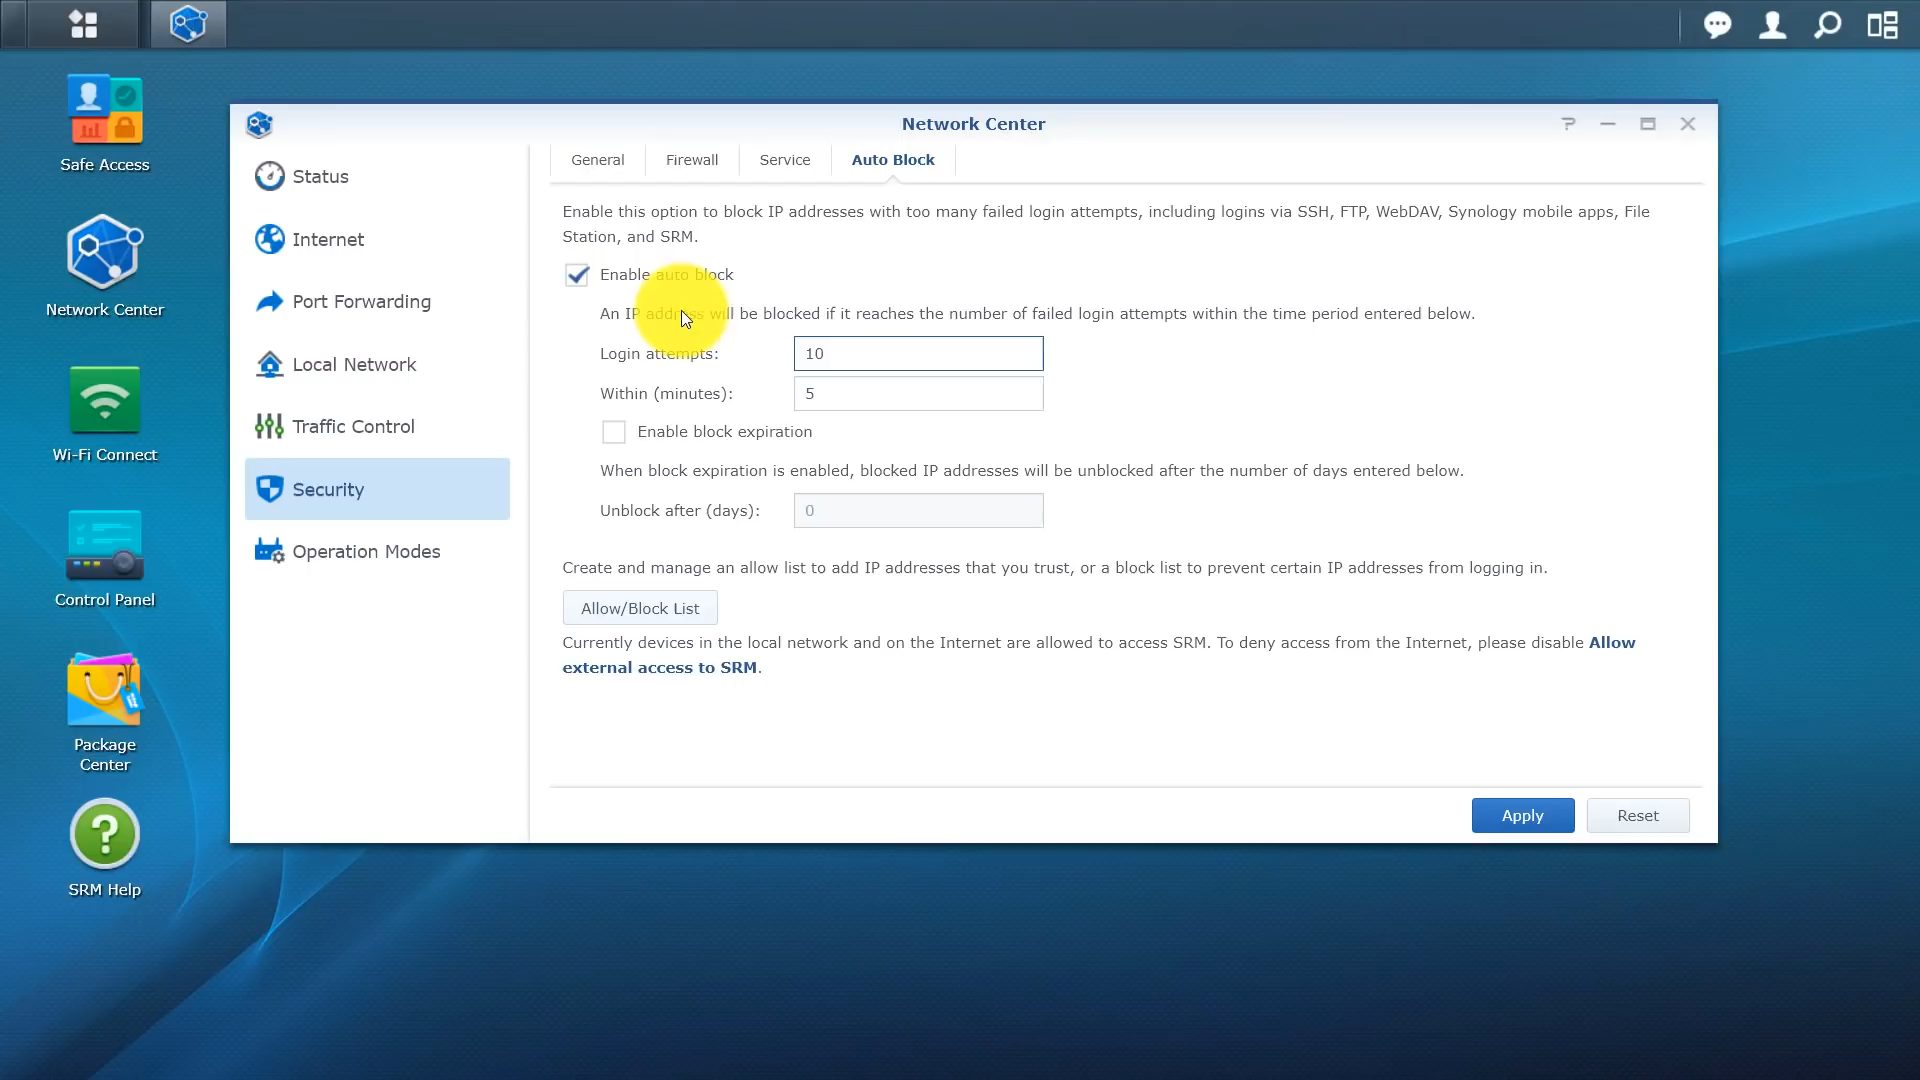 Safe Access
Network Center
Wi-Fi Connect
Control Panel
Package
Center
SRM Help
Network Center
Status
Internet
Port Forwarding
Local Network
Traffic Control
Security
Operation Modes
General
Firewall
Service
Auto Block
Enable this option to block IP addresses with too many failed login attempts, including logins via SSH, FTP, WebDAV, Synology mobile apps, File
Station, and SRM.
Enable auto block
An IP address will be blocked if it reaches the number of failed login attempts within the time period entered below.
Login attempts: 10
Within (minutes): 5
Enable block expiration
When block expiration is enabled, blocked IP addresses will be unblocked after the number of days entered below.
Unblock after (days): 0
Create and manage an allow list to add IP addresses that you trust, or a block list to prevent certain IP addresses from logging in.
Allow/Block List
Currently devices in the local network and on the Internet are allowed to access SRM. To deny access from the Internet, please disable Allow
external access to SRM.
Apply
Reset